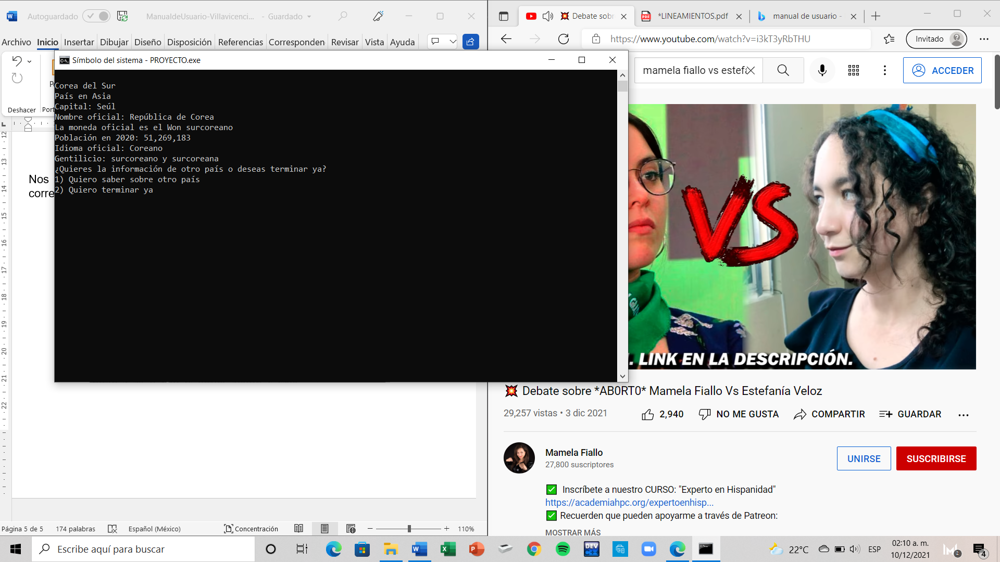 Autoguardado
ManualdeUsuario-Villavicenci... - Guardado
Archivo Inicio Insertar Dibujar Diseño Disposición Referencias Corresponden Revisar Vista Ayuda
Deshacer
Port
Nos
corre
Página 5 de 5 174 palabras Español (México) Concentración 110%
Símbolo del sistema - PROYECTO.exe
Corea del Sur
País en Asia
Capital: Seúl
Nombre oficial: República de Corea
La moneda oficial es el Won surcoreano
Población en 2020: 51,269,183
Idioma oficial: Coreano
Gentilicio: surcoreano y surcoreana
¿Quieres la información de otro país o deseas terminar ya?
1) Quiero saber sobre otro país
2) Quiero terminar ya
Debate sobr
*LINEAMIENTOS.pdf
manual de usuario -
https://www.youtube.com/watch?v=i3kT3yRbTHU
Invitado
mamela fiallo vs estefa
ACCEDER
VS
. LINK EN LA DESCRIPCIÓN.
💥 Debate sobre *AB0RT0* Mamela Fiallo Vs Estefanía Veloz
29,257 vistas • 3 dic 2021
2,940 NO ME GUSTA COMPARTIR GUARDAR
Mamela Fiallo
27,800 suscriptores
UNIRSE SUSCRIBIRSE
✅ Inscríbete a nuestro CURSO: "Experto en Hispanidad"
https://academiahpc.org/expertoenhisp...
✅ Recuerden que pueden apoyarme a través de Patreon:
MOSTRAR MÁS
Escribe aquí para buscar
22°C
ESP
02:10 a. m.
10/12/2021
4